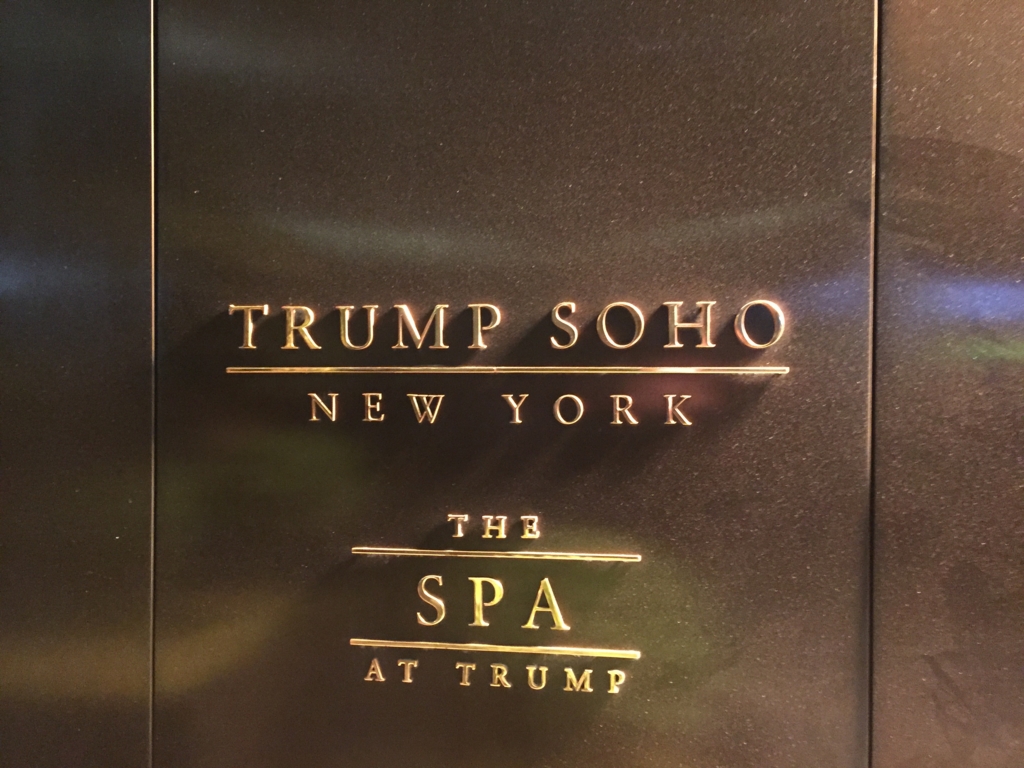 TRUMP SOHO
NEW YORK
THE
SPA
AT TRUMP